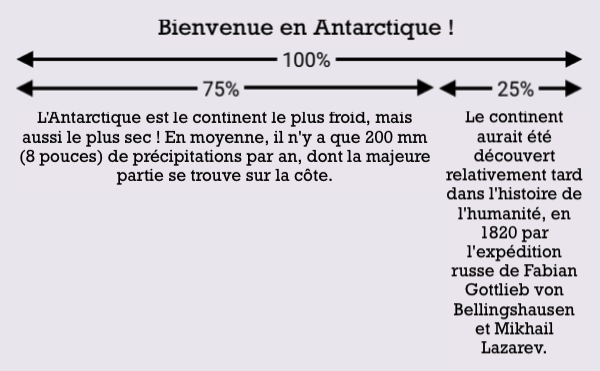 Bienvenue en Antarctique !
100%
75%
25%
L'Antarctique est le continent le plus froid, mais
aussi le plus sec ! En moyenne, il n'y a que 200 mm
(8 pouces) de précipitations par an, dont la majeure
partie se trouve sur la côte.
Le continent
aurait été
découvert
relativement tard
dans l'histoire de
l'humanité, en
1820 par
l'expédition
russe de Fabian
Gottlieb von
Bellingshausen
et Mikhail
Lazarev.